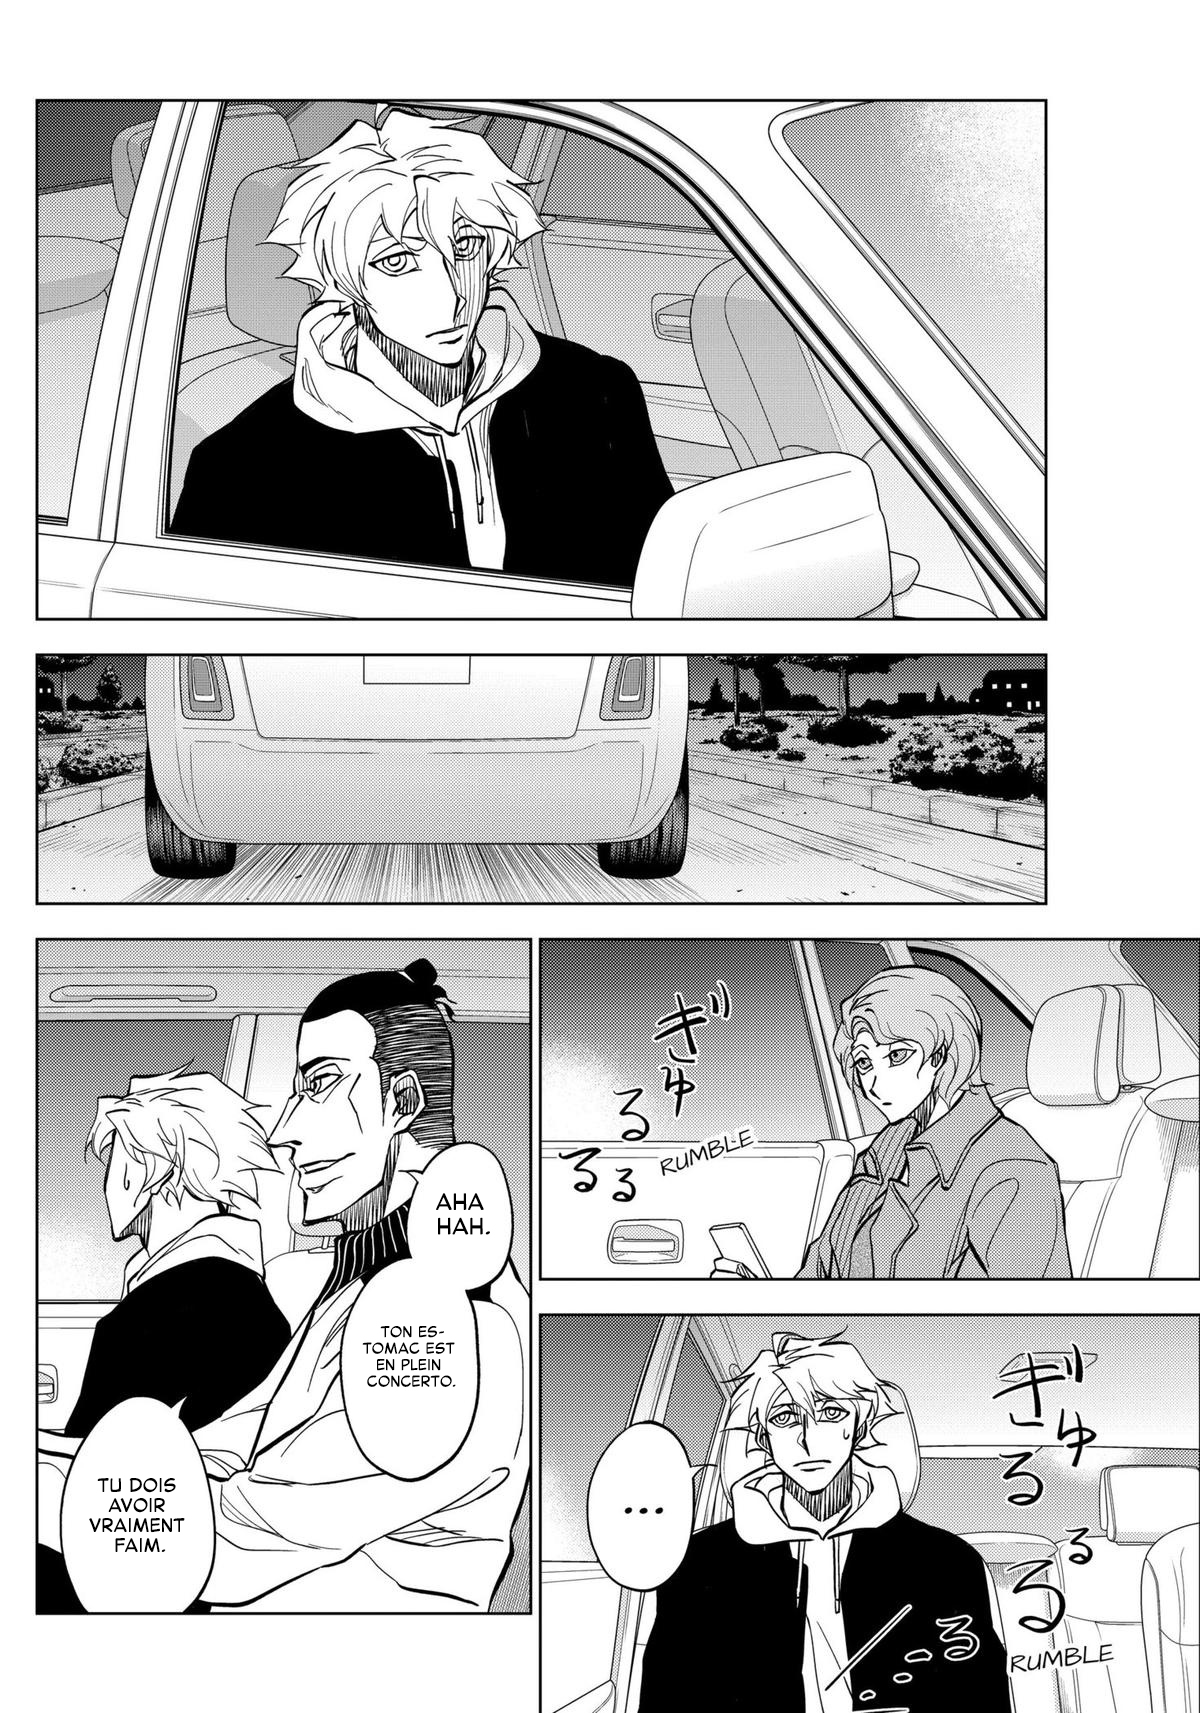 ぎゅ
るるる
RUMBLE
ぎゅ
るるるる
RUMBLE
...
AHA
HAH.
TON ES-
TOMAC EST
EN PLEIN
CONCERTO.
TU DOIS
AVOIR
VRAIMENT
FAIM.